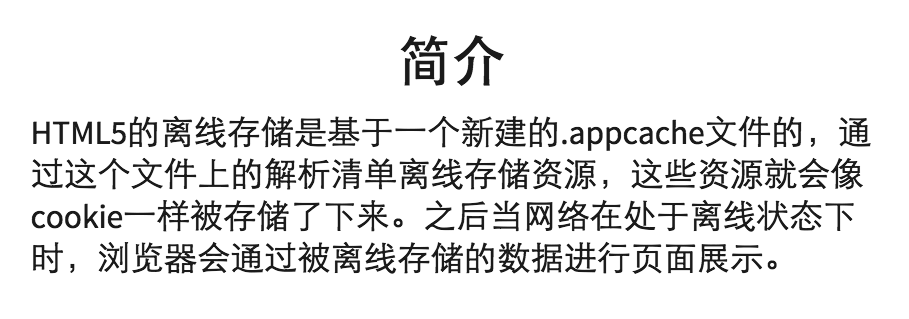 简介
HTML5的离线存储是基于一个新建的.appcache文件的，通
过这个文件上的解析清单离线存储资源，这些资源就会像
cookie一样被存储了下来。之后当网络在处于离线状态下
时，浏览器会通过被离线存储的数据进行页面展示。